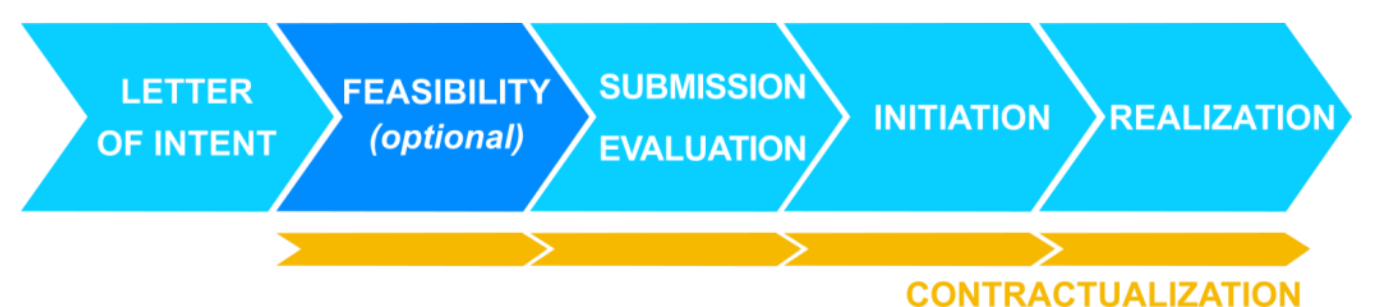 LETTER
OF INTENT
FEASIBILITY
(optional)
SUBMISSION
EVALUATION
INITIATION
REALIZATION
CONTRACTUALIZATION